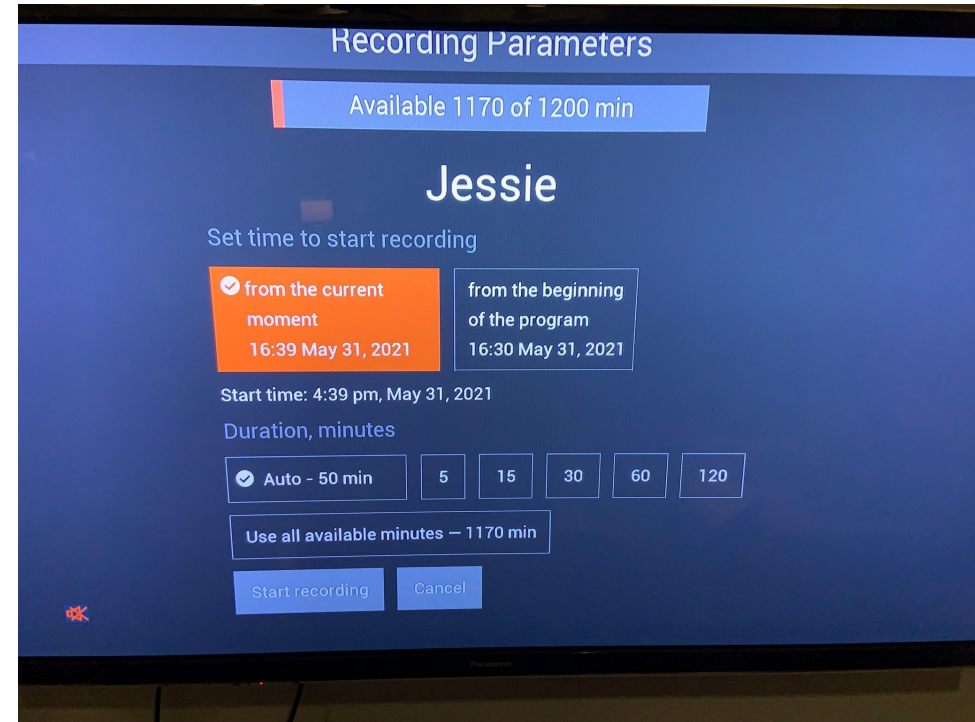 Recording Parameters
Available 1170 of 1200 min
Jessie
Set time to start recording
from the current
moment
16:39 May 31, 2021
from the beginning
of the program
16:30 May 31, 2021
Start time: 4:39 pm, May 31, 2021
Duration, minutes
Auto - 50 min
5
15
30
60
120
Use all available minutes — 1170 min
Start recording
Cancel
Panasonic